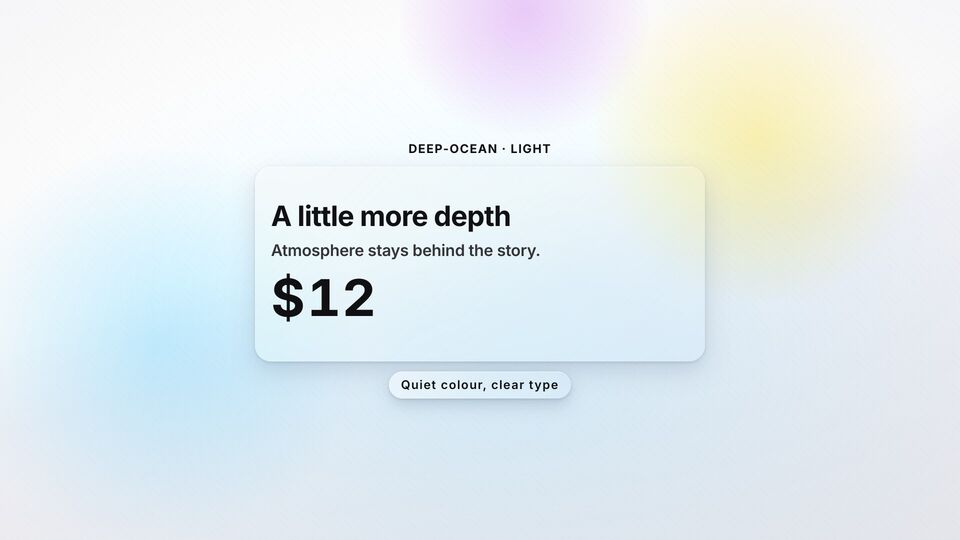 DEEP-OCEAN · LIGHT
A little more depth
Atmosphere stays behind the story.
$12
Quiet colour, clear type